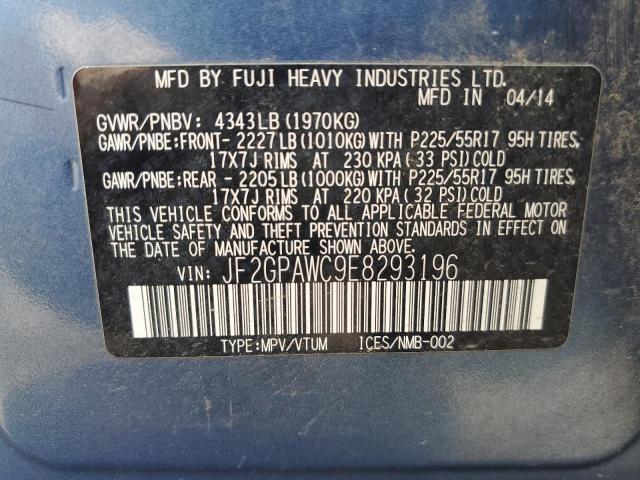 MFD BY FUJI HEAVY INDUSTRIES LTD.
MFD IN 04/14
GVWR/PNBV: 4343LB(1970KG)
GAWR/PNBE:FRONT- 2227LB(1010KG)WITH P225/55R17 95H TIRES,
17X7J RIMS AT 230 KPA( 33 PSI)COLD
GAWR/PNBE:REAR - 2205LB(1000KG)WITH P225/55R17 95H TIRES,
17X7J RIMS AT 220 KPA( 32 PSI)COLD
THIS VEHICLE CONFORMS TO ALL APPLICABLE FEDERAL MOTOR
VEHICLE SAFETY AND THEFT PREVENTION STANDARDS IN EFFECT ON
THE DATE OF MANUFACTURE SHOWN ABOVE.
VIN: JF2GPAWC9E8293196
TYPE:MPV/VTUM ICES/NMB-002